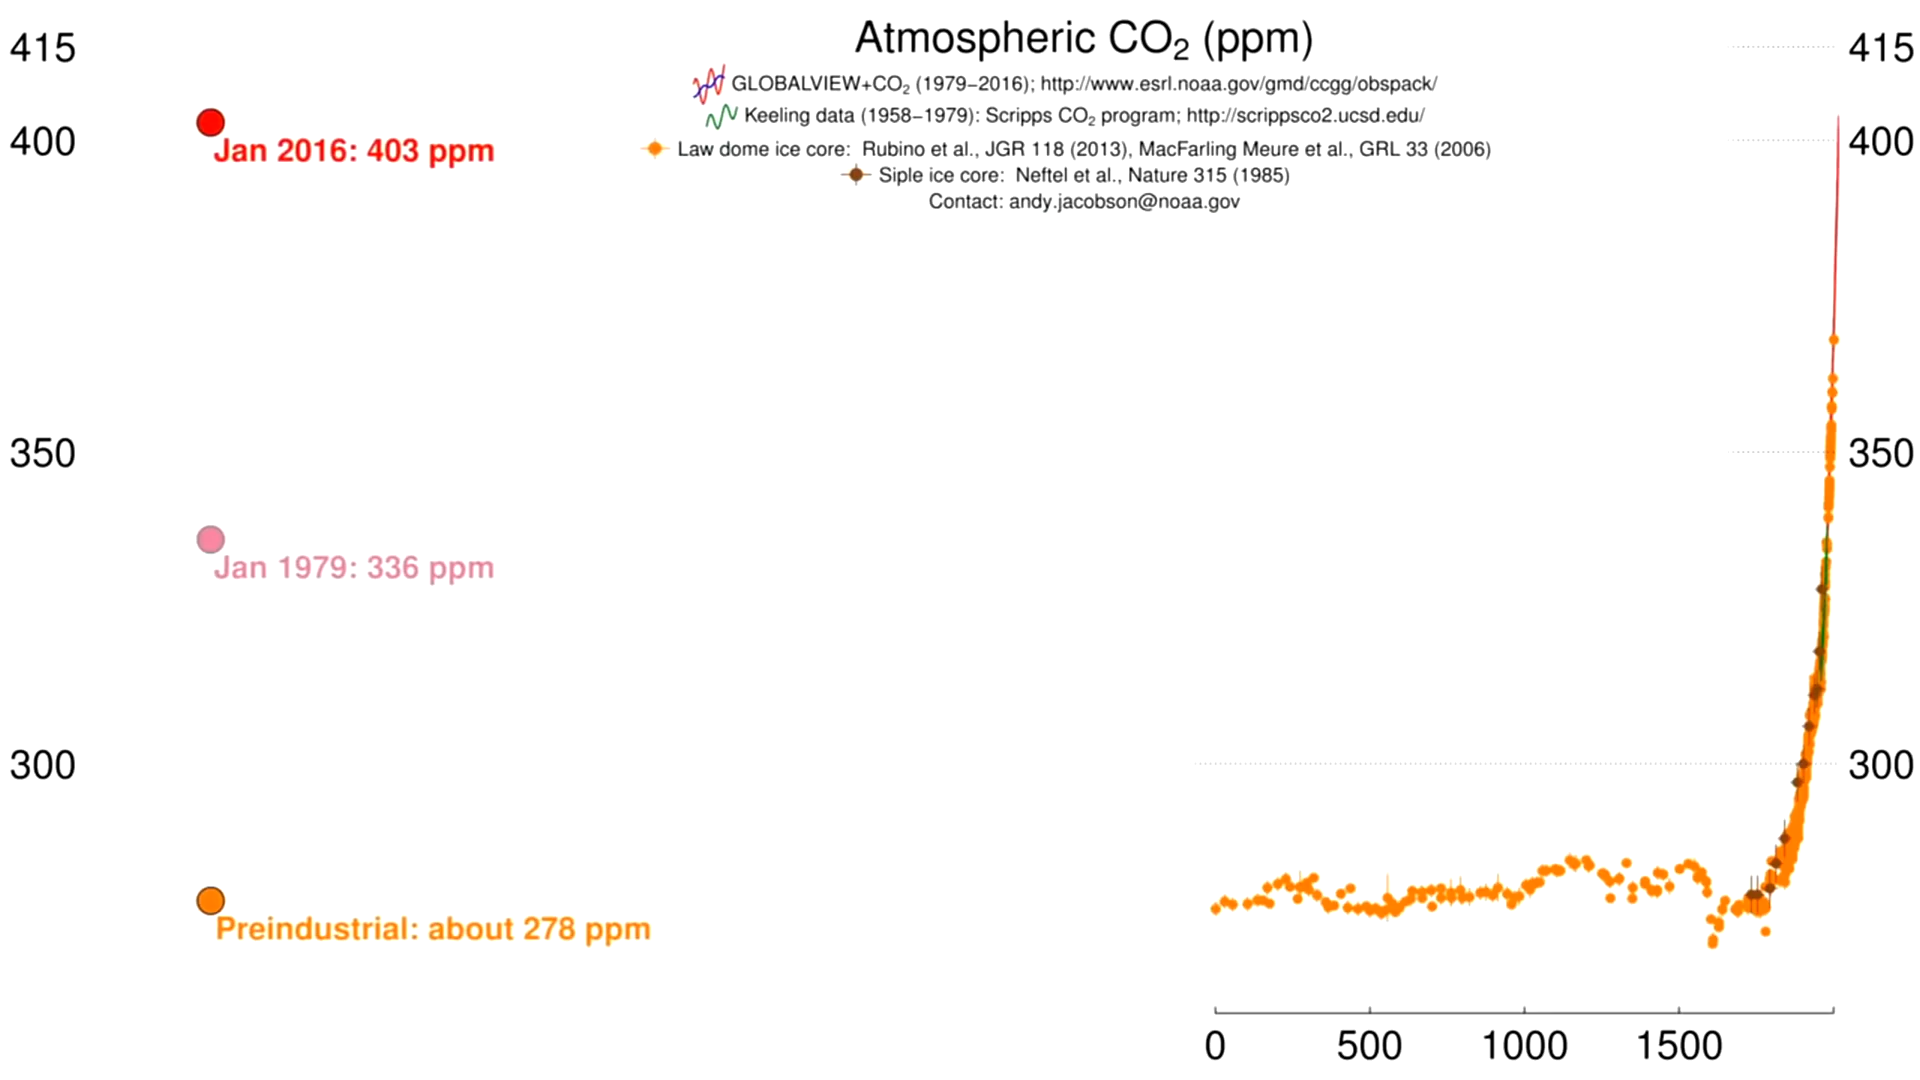 Atmospheric CO₂ (ppm)
GLOBALVIEW+CO₂ (1979−2016); http://www.esrl.noaa.gov/gmd/ccgg/obspack/
Keeling data (1958−1979): Scripps CO₂ program; http://scrippsco2.ucsd.edu/
Law dome ice core: Rubino et al., JGR 118 (2013), MacFarling Meure et al., GRL 33 (2006)
Siple ice core: Neftel et al., Nature 315 (1985)
Contact: andy.jacobson@noaa.gov
415
415
400
400
Jan 2016: 403 ppm
350
350
Jan 1979: 336 ppm
300
300
Preindustrial: about 278 ppm
0 500 1000 1500